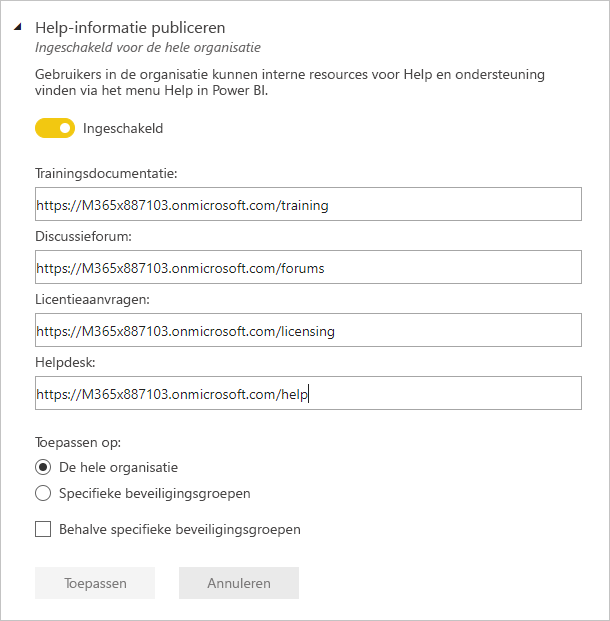 Help-informatie publiceren
Ingeschakeld voor de hele organisatie
Gebruikers in de organisatie kunnen interne resources voor Help en ondersteuning
vinden via het menu Help in Power BI.
Ingeschakeld
Trainingsdocumentatie:
https://M365x887103.onmicrosoft.com/training
Discussieforum:
https://M365x887103.onmicrosoft.com/forums
Licentieaanvragen:
https://M365x887103.onmicrosoft.com/licensing
Helpdesk:
https://M365x887103.onmicrosoft.com/help
Toepassen op:
De hele organisatie
Specifieke beveiligingsgroepen
Behalve specifieke beveiligingsgroepen
Toepassen Annuleren